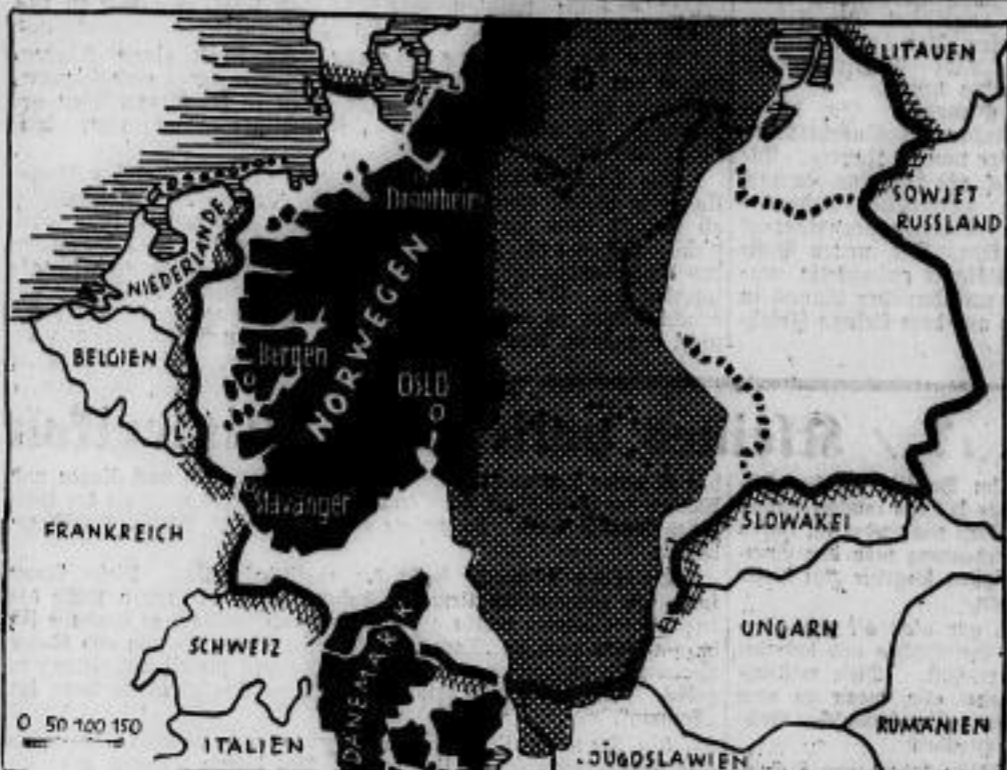 LITAUEN
SOWJET
RUSSLAND
Drontheim
NIEDERLANDE
BELGIEN
Bergen
NORWEGEN
OSLO
L.
Stavanger
FRANKREICH
SLOWAKEI
SCHWEIZ
UNGARN
DÄNEMARK
0 50 100 150
ITALIEN
JUGOSLAWIEN
RUMÄNIEN